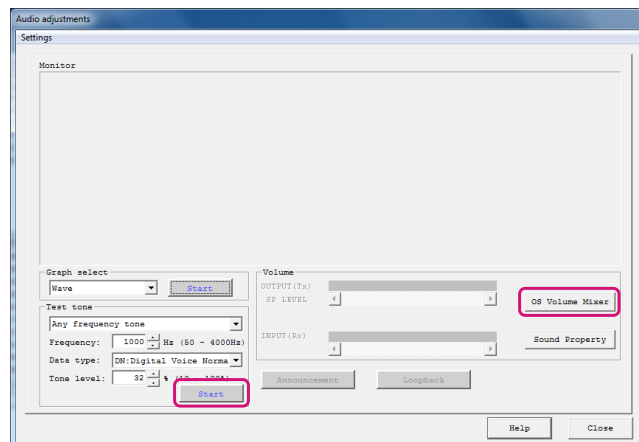 Audio adjustments
Settings
Monitor
Graph select
Wave
Start
Test tone
Any frequency tone
Frequency: 1000 Hz (50 - 4000Hz)
Data type: DN:Digital Voice Norma
Tone level: 32 % (10 - 100%)
Start
Volume
OUTPUT(Tx)
SP LEVEL
INPUT(Rx)
OS Volume Mixer
Sound Property
Announcement
Loopback
Help
Close